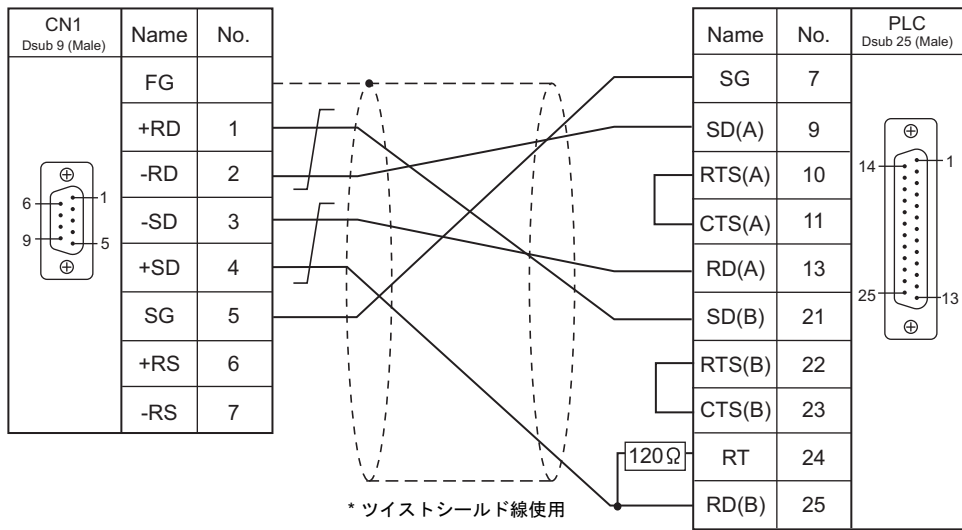 CN1
Dsub 9 (Male)
Name No.
FG
+RD 1
-RD 2
-SD 3
+SD 4
SG 5
+RS 6
-RS 7
6
1
9
5
Name No. PLC
Dsub 25 (Male)
SG 7
SD(A) 9
RTS(A) 10
CTS(A) 11
RD(A) 13
SD(B) 21
RTS(B) 22
CTS(B) 23
120Ω RT 24
RD(B) 25
14
1
25
13
* ツイストシールド線使用